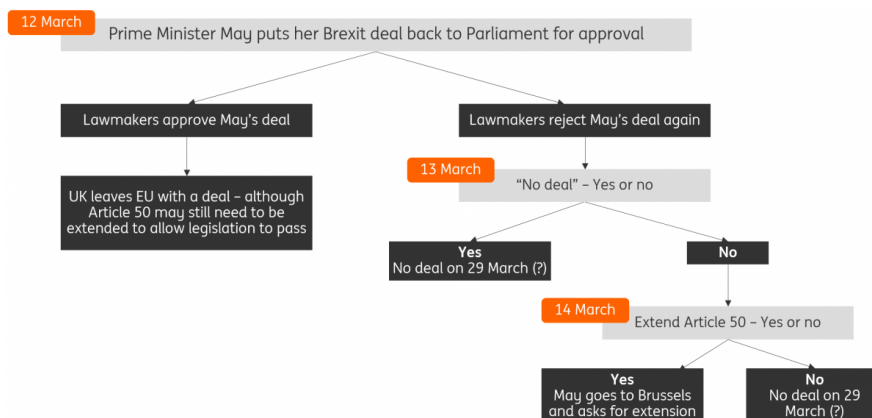 12 March
Prime Minister May puts her Brexit deal back to Parliament for approval
Lawmakers approve May's deal
Lawmakers reject May's deal again
13 March
“No deal” – Yes or no
UK leaves EU with a deal – although
Article 50 may still need to be
extended to allow legislation to pass
Yes
No deal on 29 March (?)
No
14 March
Extend Article 50 – Yes or no
Yes
May goes to Brussels
and asks for extension
No
No deal on 29
March (?)